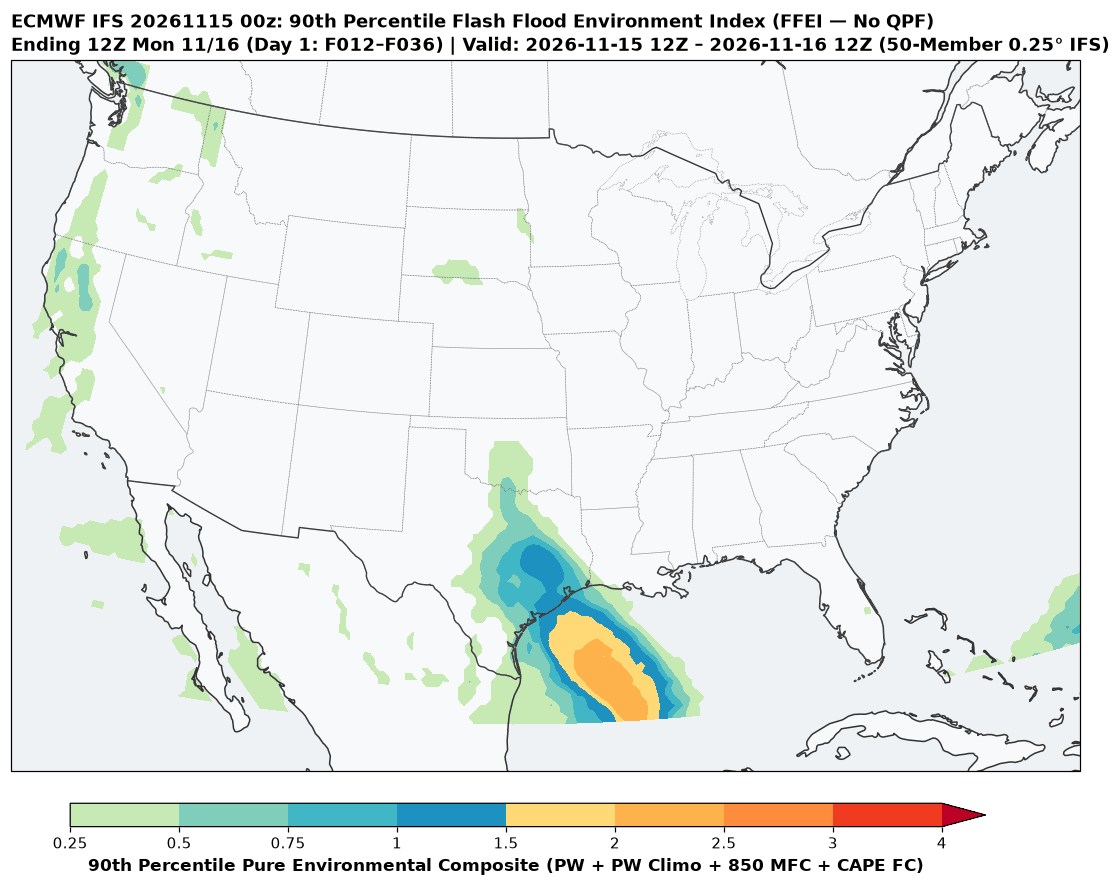 ECMWF IFS 20261115 00z: 90th Percentile Flash Flood Environment Index (FFEI — No QPF)
Ending 12Z Mon 11/16 (Day 1: F012–F036) | Valid: 2026-11-15 12Z – 2026-11-16 12Z (50-Member 0.25° IFS)
0.25 0.5 0.75 1 1.5 2 2.5 3 4
90th Percentile Pure Environmental Composite (PW + PW Climo + 850 MFC + CAPE FC)